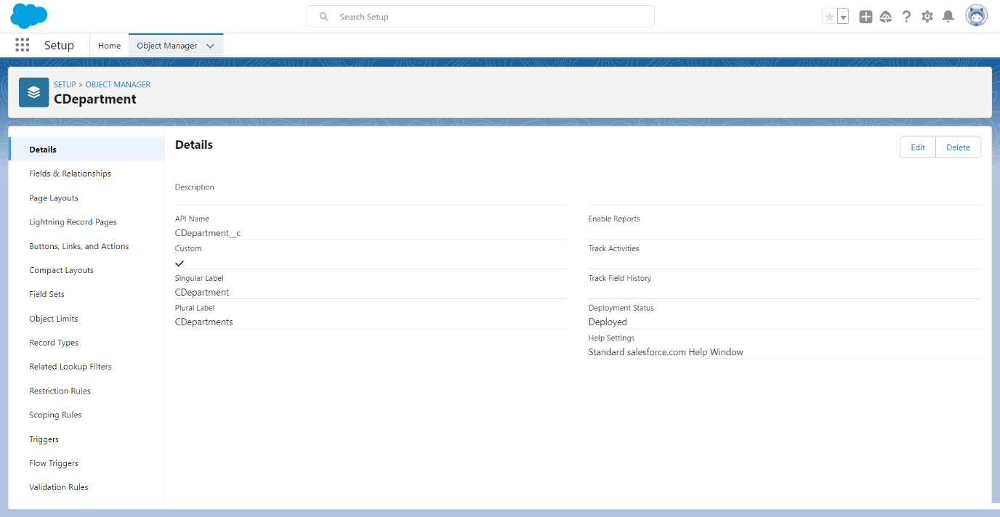 Search Setup
Setup
Home
Object Manager
SETUP > OBJECT MANAGER
CDepartment
Details
Fields & Relationships
Page Layouts
Lightning Record Pages
Buttons, Links, and Actions
Compact Layouts
Field Sets
Object Limits
Record Types
Related Lookup Filters
Restriction Rules
Scoping Rules
Triggers
Flow Triggers
Validation Rules
Details
Edit
Delete
Description
API Name
CDepartment__c
Custom
Singular Label
CDepartment
Plural Label
CDepartments
Enable Reports
Track Activities
Track Field History
Deployment Status
Deployed
Help Settings
Standard salesforce.com Help Window